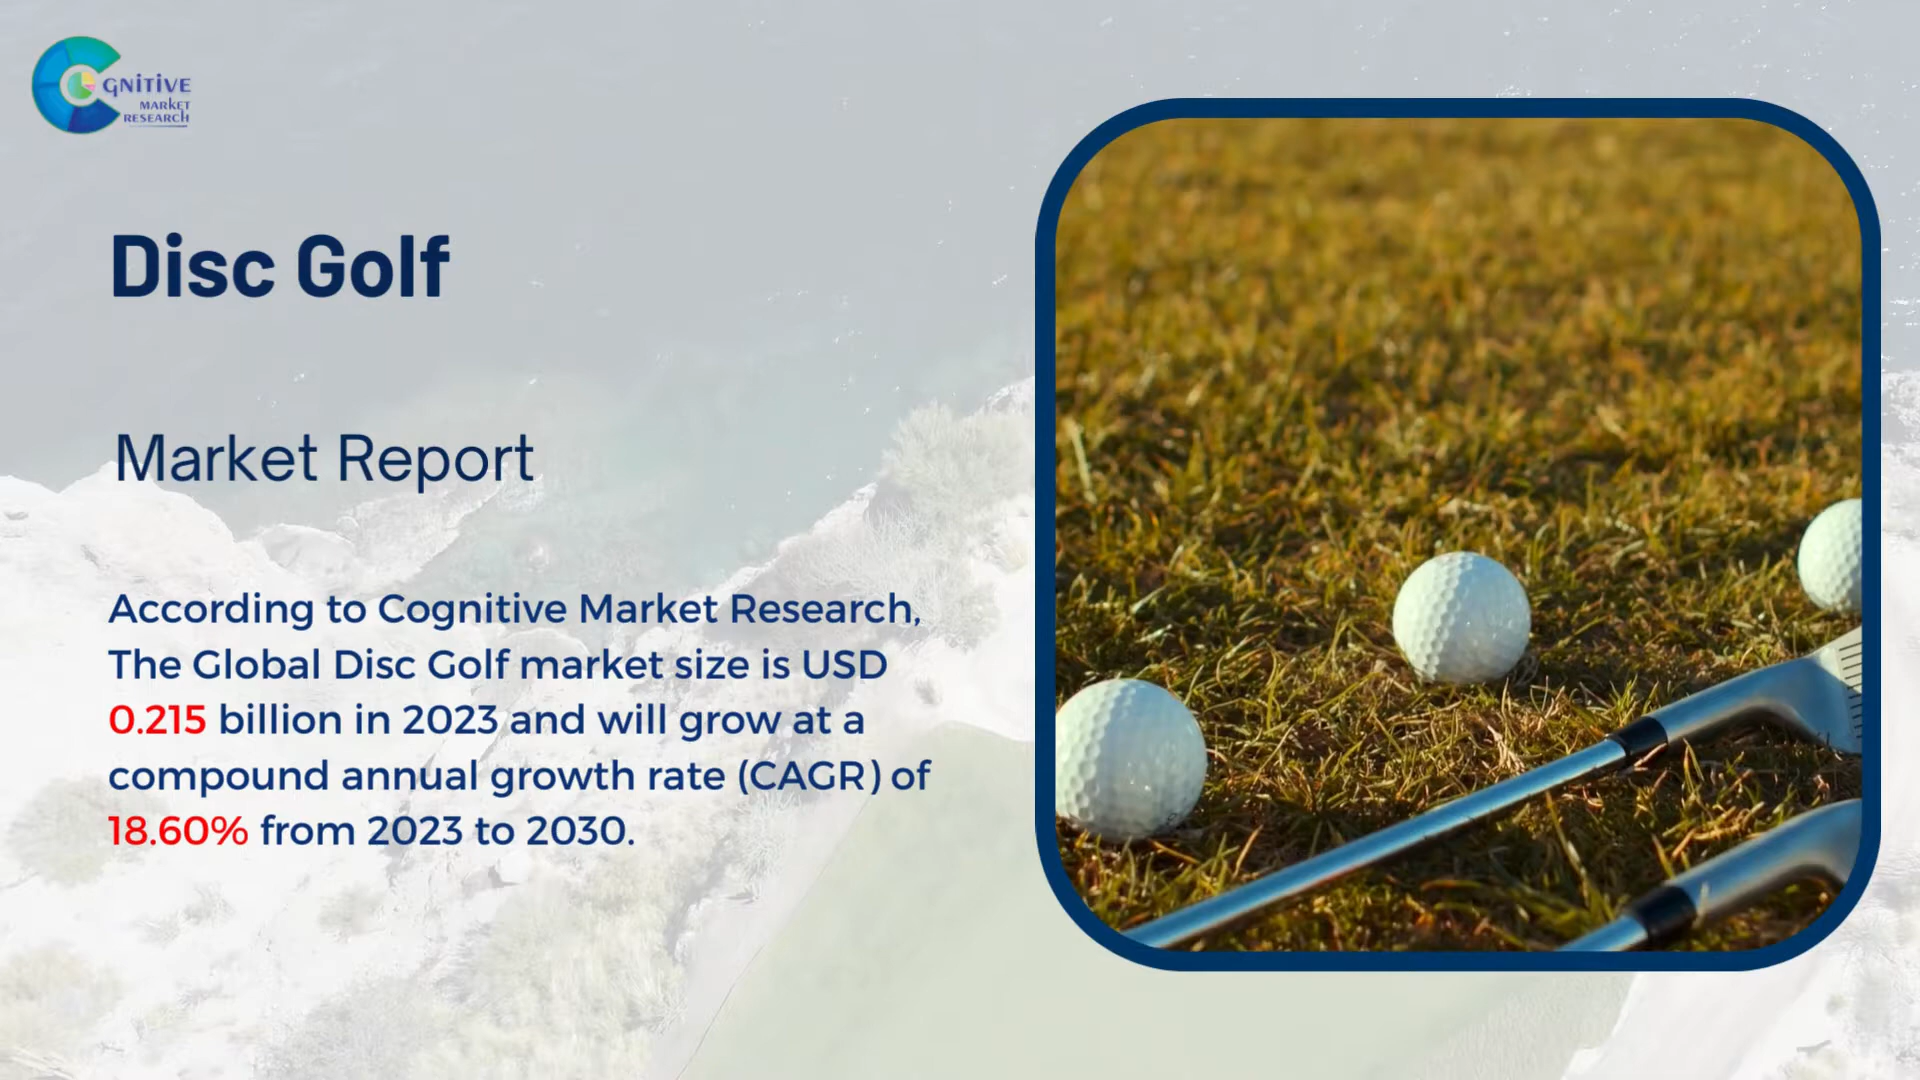 GNITIVE
MARKET
RESEARCH
Disc Golf
Market Report
According to Cognitive Market Research,
The Global Disc Golf market size is USD
0.215 billion in 2023 and will grow at a
compound annual growth rate (CAGR) of
18.60% from 2023 to 2030.